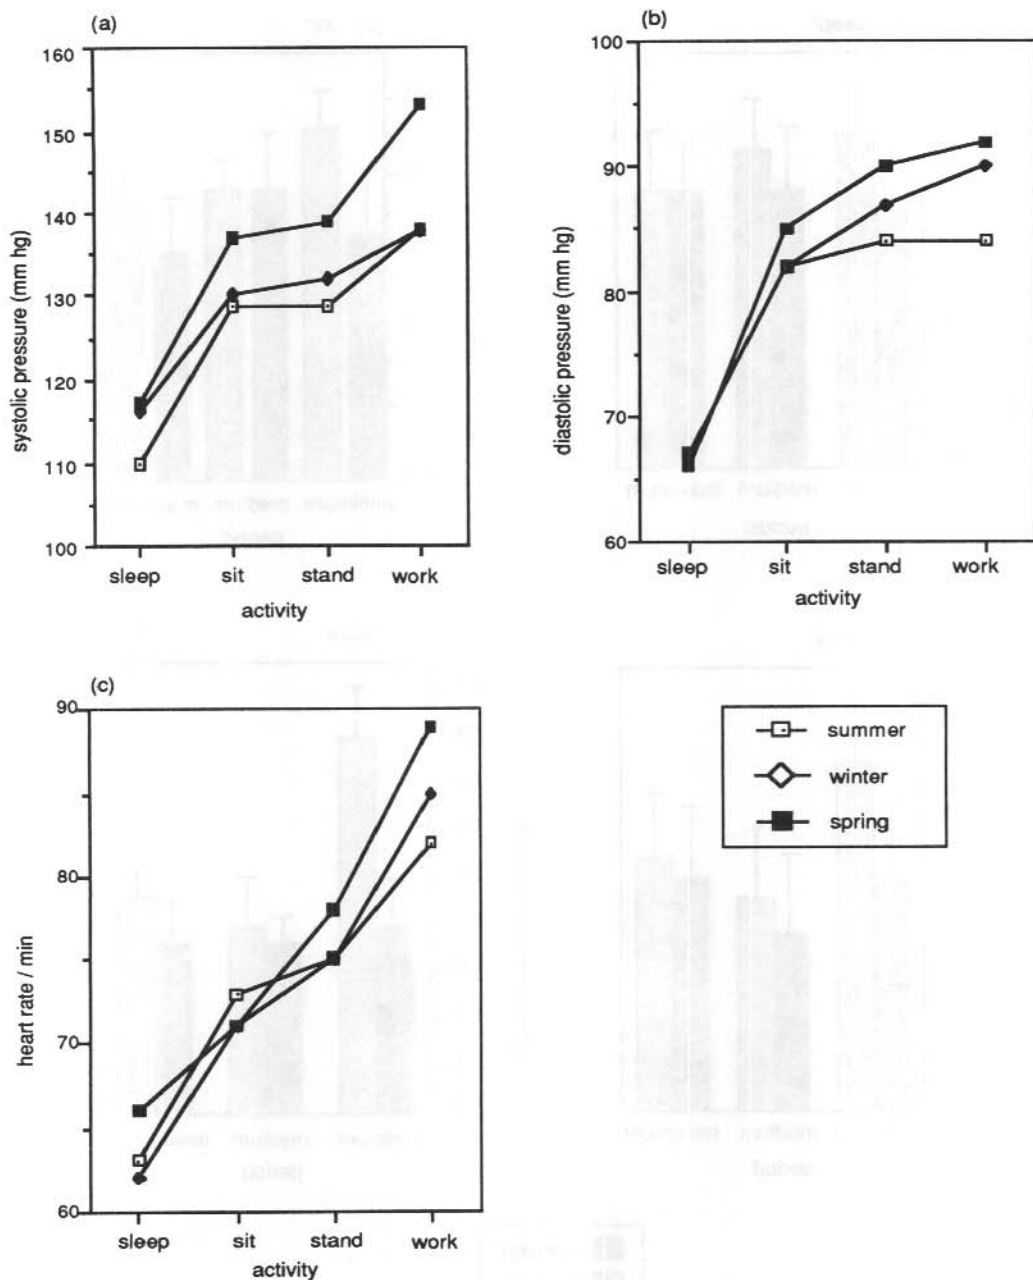 (a)
160
150
140
130
120
110
100
systolic pressure (mm hg)
sleep sit stand work
activity
(b)
100
90
80
70
60
diastolic pressure (mm hg)
sleep sit stand work
activity
(c)
90
80
70
60
heart rate / min
sleep sit stand work
activity
summer
winter
spring